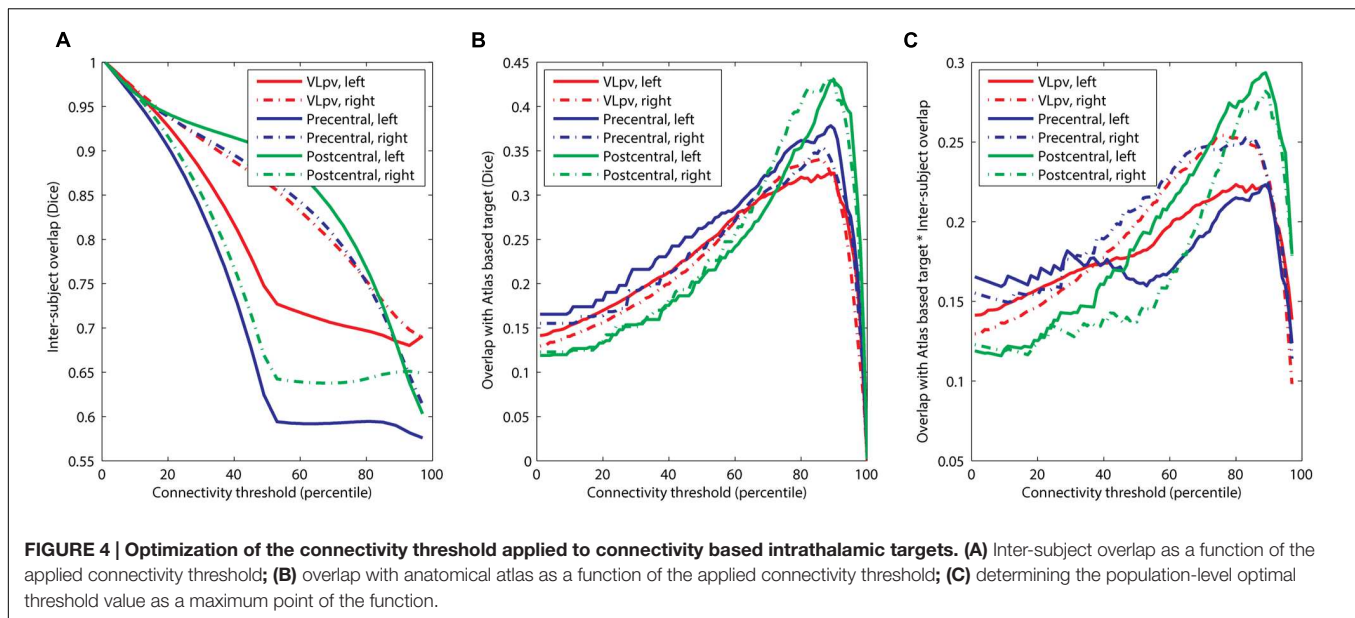 A
1
0.95
0.9
0.85
0.8
0.75
0.7
0.65
0.6
0.55
Inter-subject overlap (Dice)
VLpv, left
VLpv, right
Precentral, left
Precentral, right
Postcentral, left
Postcentral, right
0 20 40 60 80 100
Connectivity threshold (percentile)
B
0.45
0.4
0.35
0.3
0.25
0.2
0.15
0.1
0.05
0
Overlap with Atlas based target (Dice)
VLpv, left
VLpv, right
Precentral, left
Precentral, right
Postcentral, left
Postcentral, right
0 20 40 60 80 100
Connectivity threshold (percentile)
C
0.3
0.25
0.2
0.15
0.1
0.05
Overlap with Atlas based target * Inter-subject overlap
VLpv, left
VLpv, right
Precentral, left
Precentral, right
Postcentral, left
Postcentral, right
0 20 40 60 80 100
Connectivity threshold (percentile)
FIGURE 4 | Optimization of the connectivity threshold applied to connectivity based intrathalamic targets. (A) Inter-subject overlap as a function of the
applied connectivity threshold; (B) overlap with anatomical atlas as a function of the applied connectivity threshold; (C) determining the population-level optimal
threshold value as a maximum point of the function.